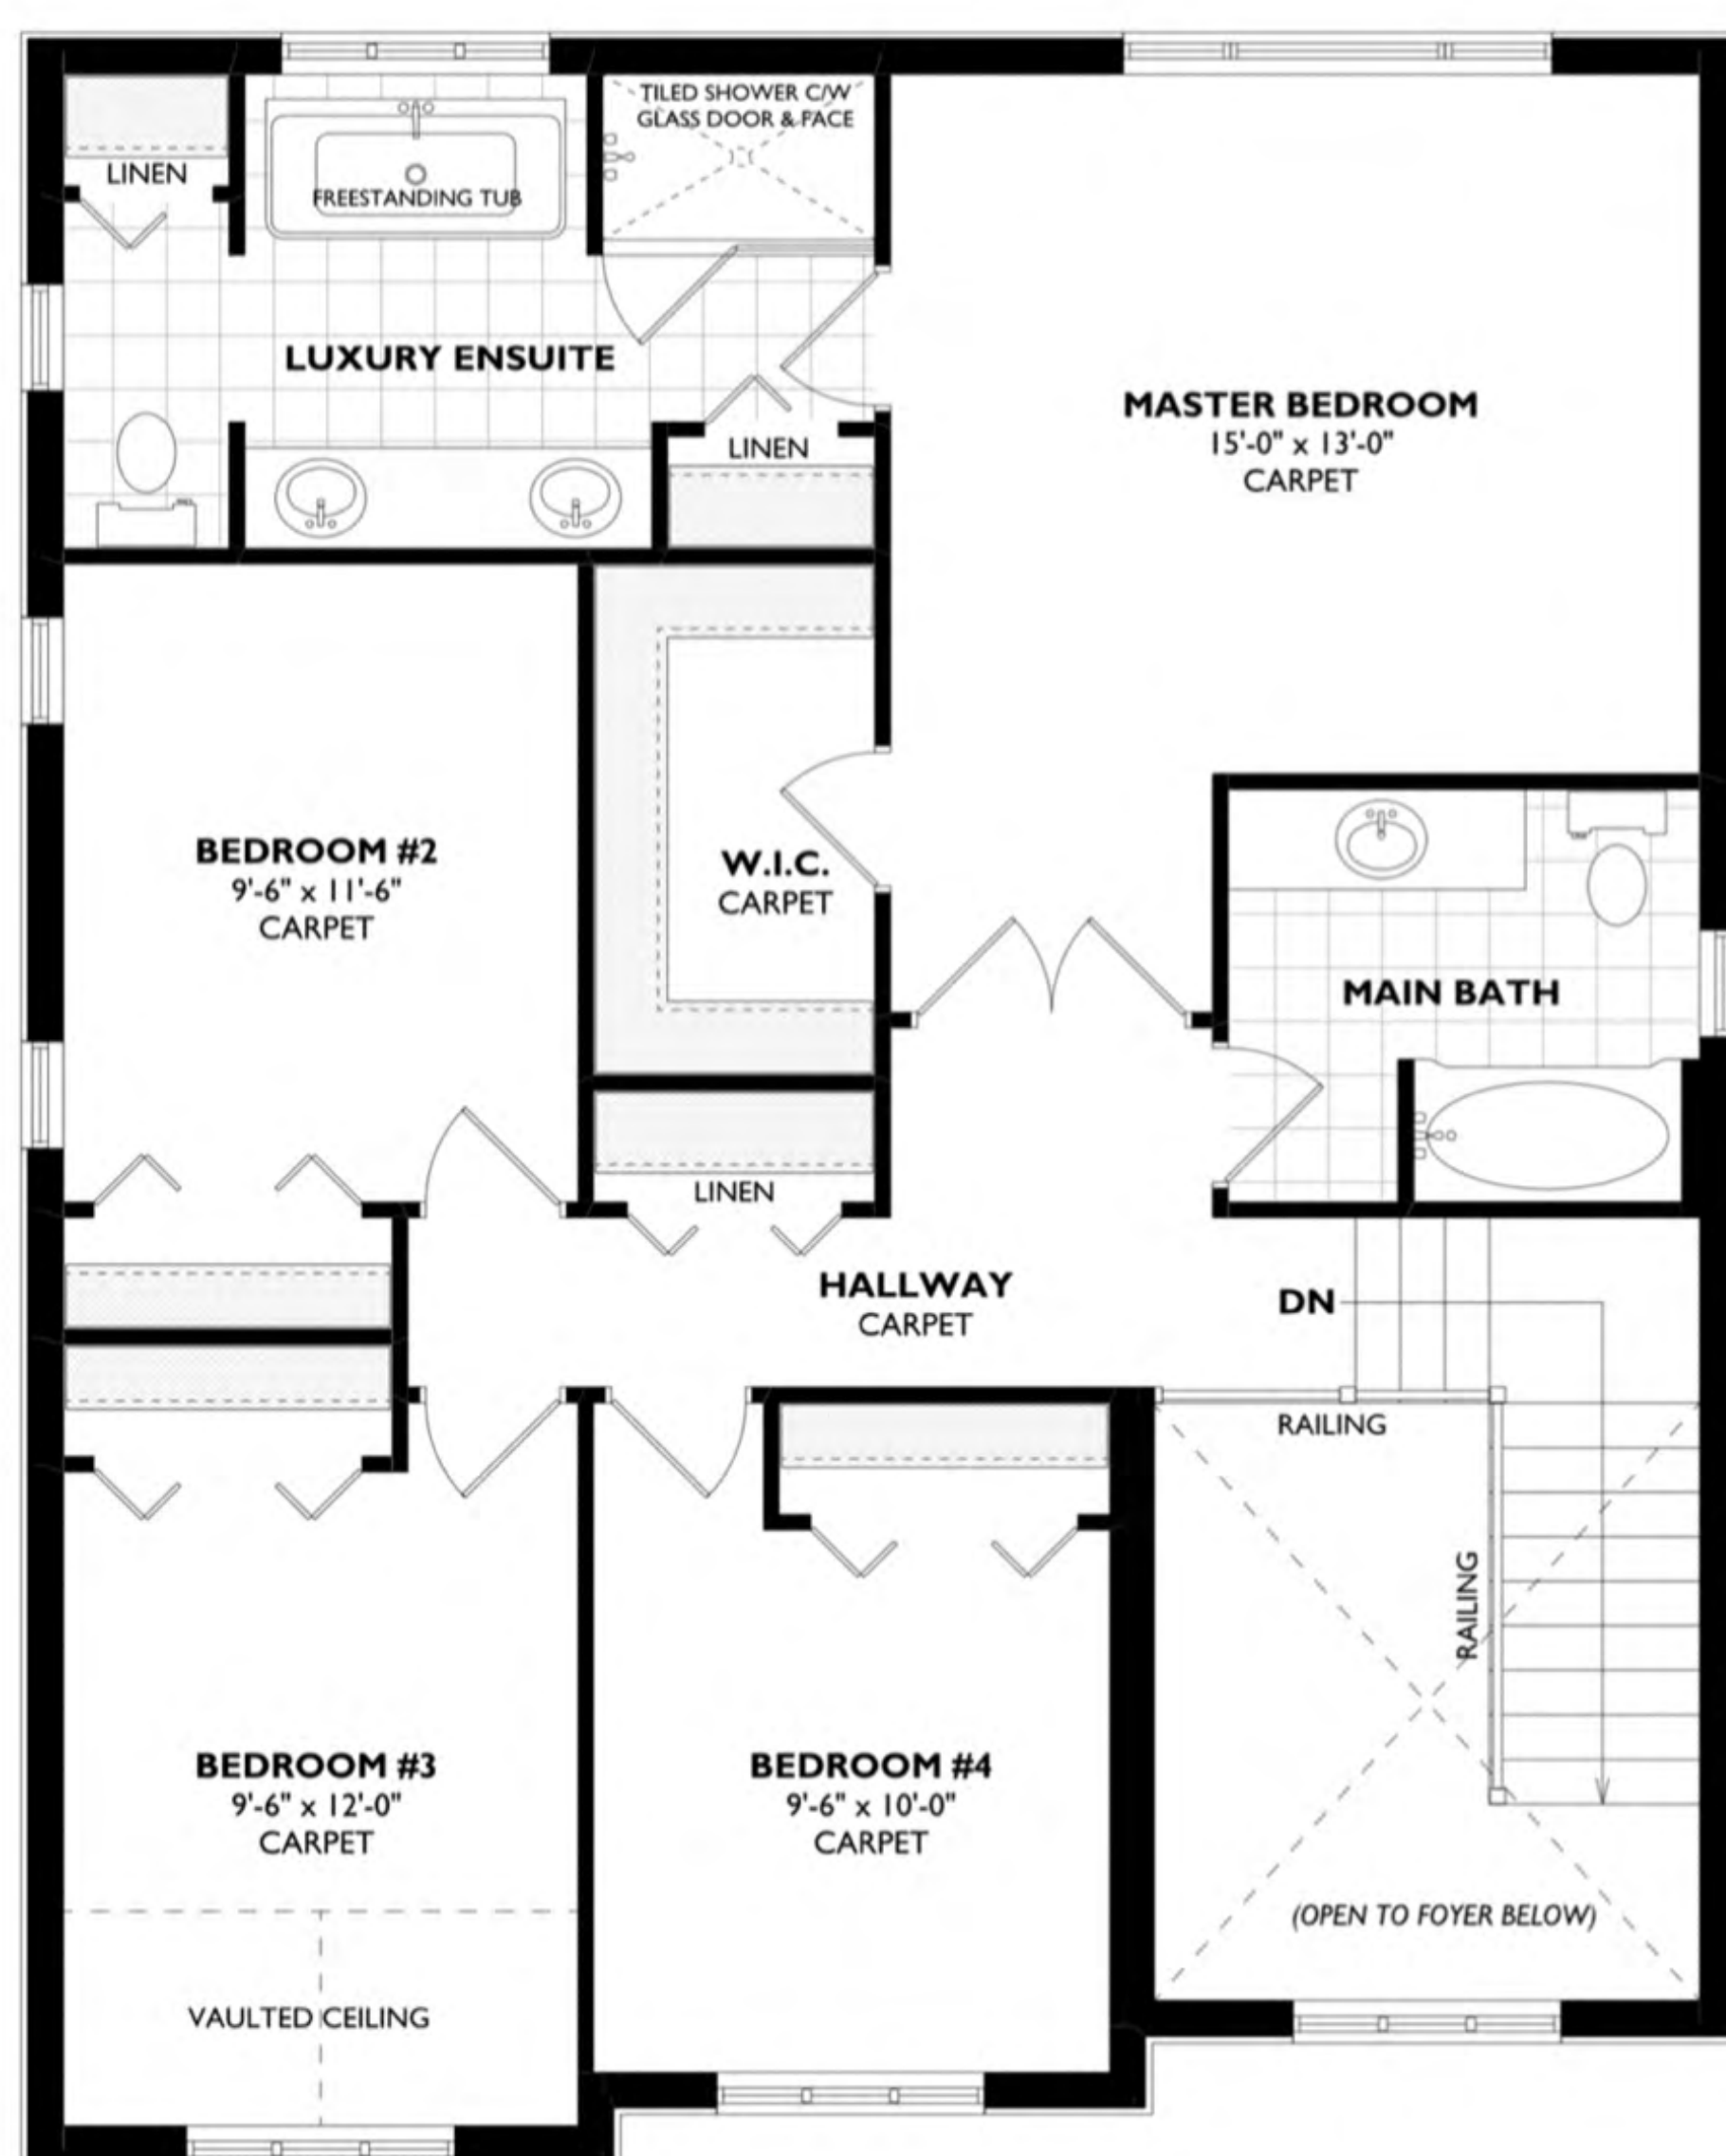 TILED SHOWER C/W
GLASS DOOR & FACE
LINEN
FREESTANDING TUB
LUXURY ENSUITE
LINEN
MASTER BEDROOM
15'-0" x 13'-0"
CARPET
BEDROOM #2
9'-6" x 11'-6"
CARPET
W.I.C.
CARPET
MAIN BATH
LINEN
HALLWAY
CARPET
DN
RAILING
RAILING
BEDROOM #3
9'-6" x 12'-0"
CARPET
BEDROOM #4
9'-6" x 10'-0"
CARPET
(OPEN TO FOYER BELOW)
VAULTED CEILING